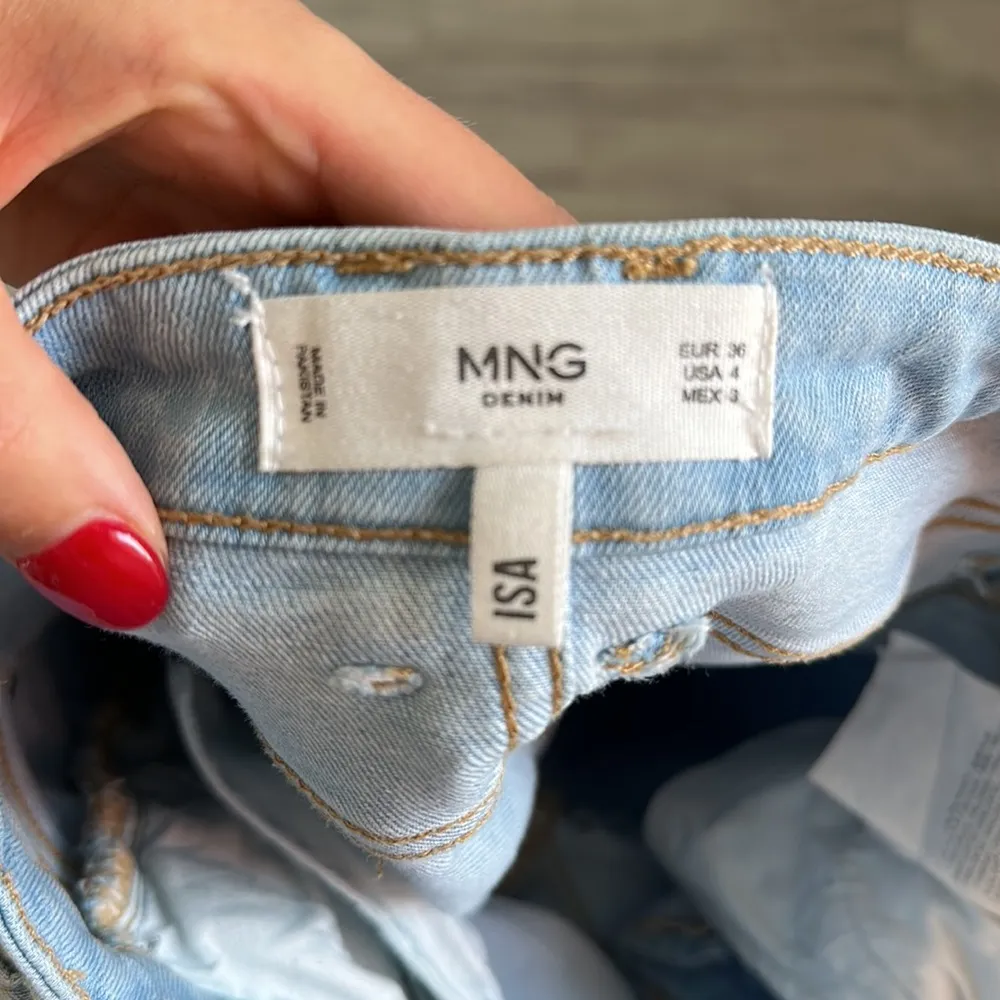 MADE IN
PAKISTAN
MNG
DENIM
EUR 36
USA 4
MEX 3
ISA